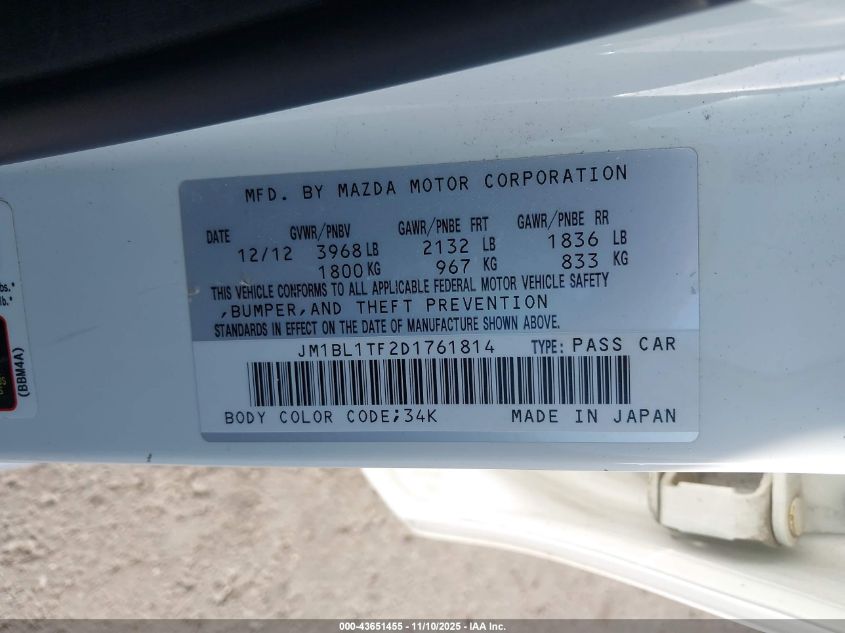 MFD. BY MAZDA MOTOR CORPORATION
DATE GVWR/PNBV GAWR/PNBE FRT GAWR/PNBE RR
12/12 3968 LB 2132 LB 1836 LB
1800 KG 967 KG 833 KG
THIS VEHICLE CONFORMS TO ALL APPLICABLE FEDERAL MOTOR VEHICLE SAFETY
,BUMPER,AND THEFT PREVENTION
STANDARDS IN EFFECT ON THE DATE OF MANUFACTURE SHOWN ABOVE.
JM1BL1TF2D1761814 TYPE: PASS CAR
BODY COLOR CODE;34K MADE IN JAPAN
lbs.*
lb.*
(BBM4A)
000-43651455 - 11/10/2025 - IAA Inc.